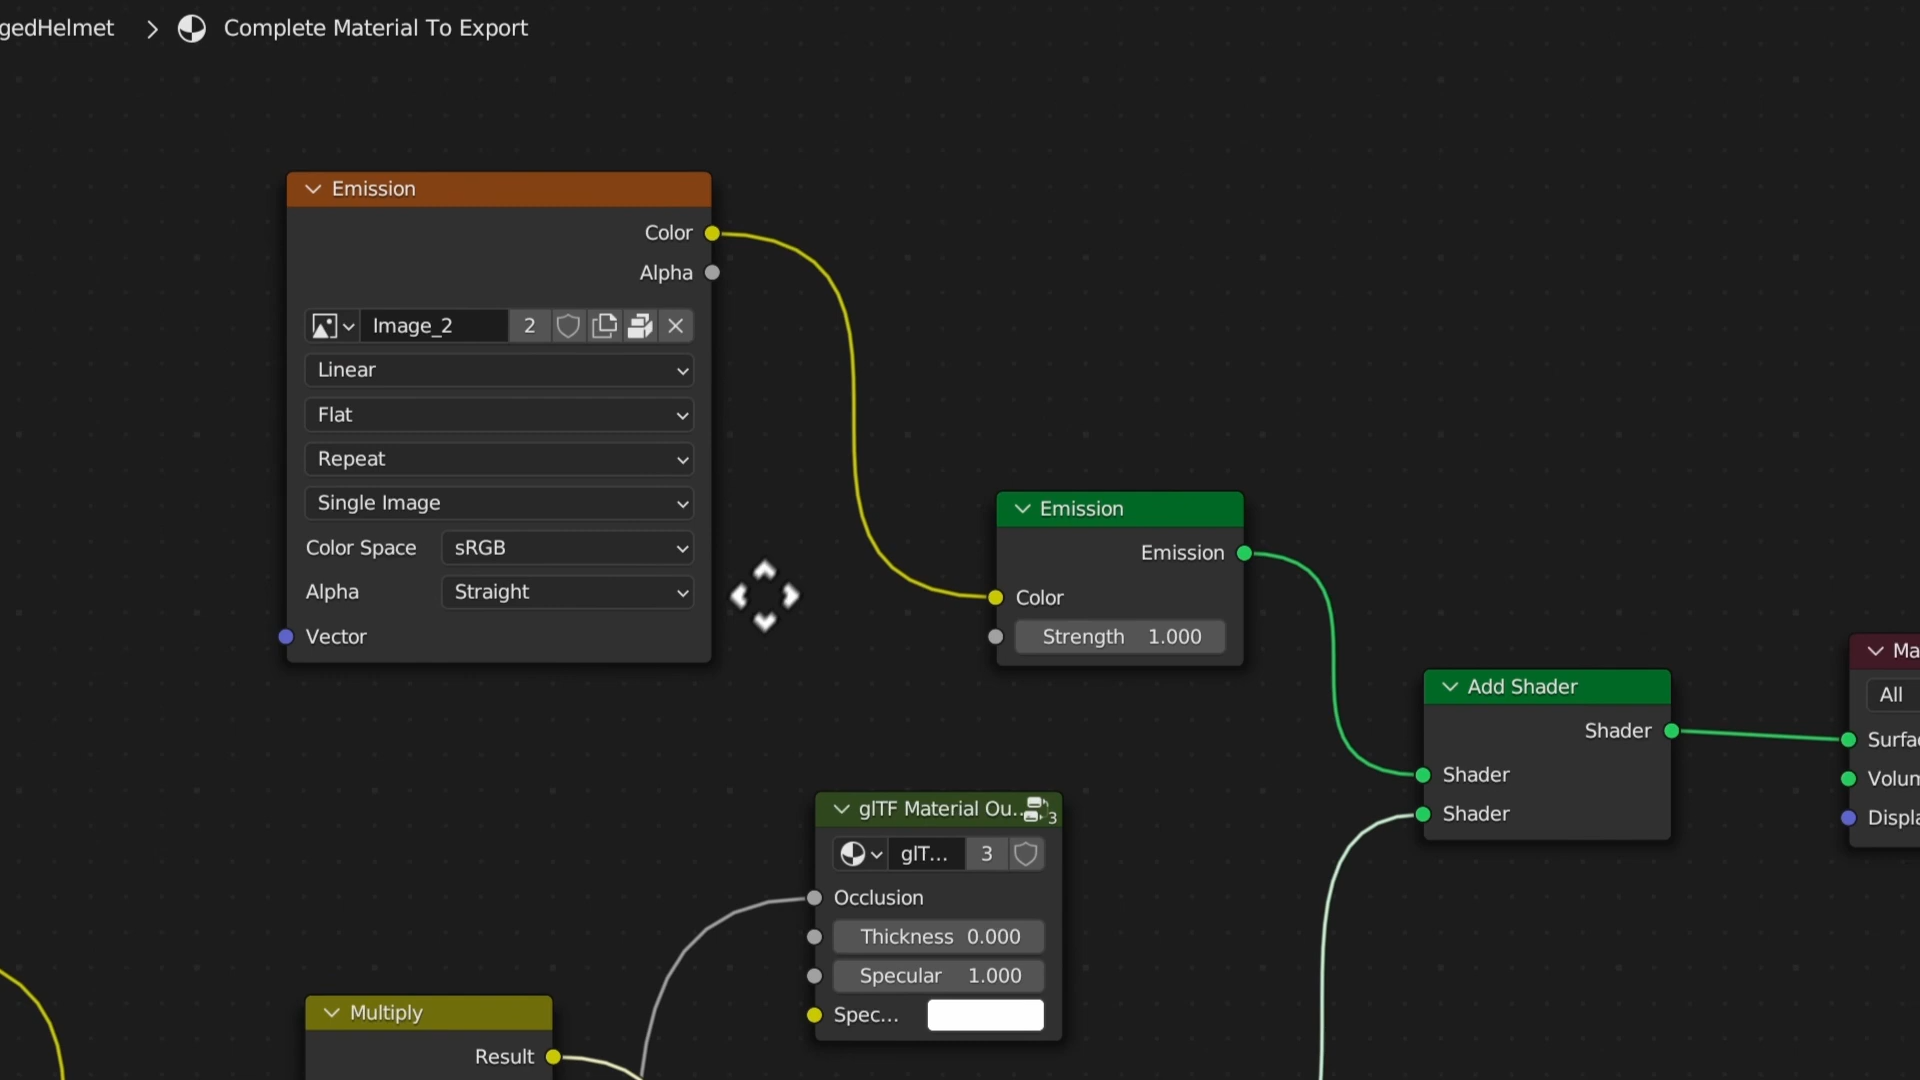 gedHelmet > Complete Material To Export
Emission
Color
Alpha
Image_2 2
Linear
Flat
Repeat
Single Image
Color Space sRGB
Alpha Straight
Vector
Emission
Emission
Color
Strength 1.000
Add Shader
Shader
Shader
Shader
Ma
All
Surfac
Volum
Displa
glTF Material Ou... 3
glT... 3
Occlusion
Thickness 0.000
Specular 1.000
Spec...
Multiply
Result